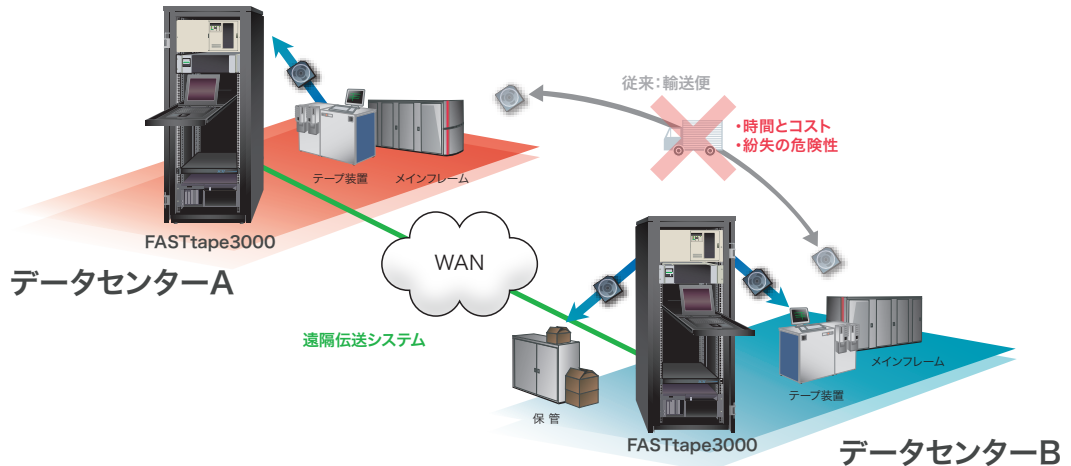 従来：輸送便
・時間とコスト
・紛失の危険性
テープ装置
メインフレーム
FASTtape3000
データセンターA
WAN
遠隔伝送システム
保 管
メインフレーム
テープ装置
FASTtape3000
データセンターB